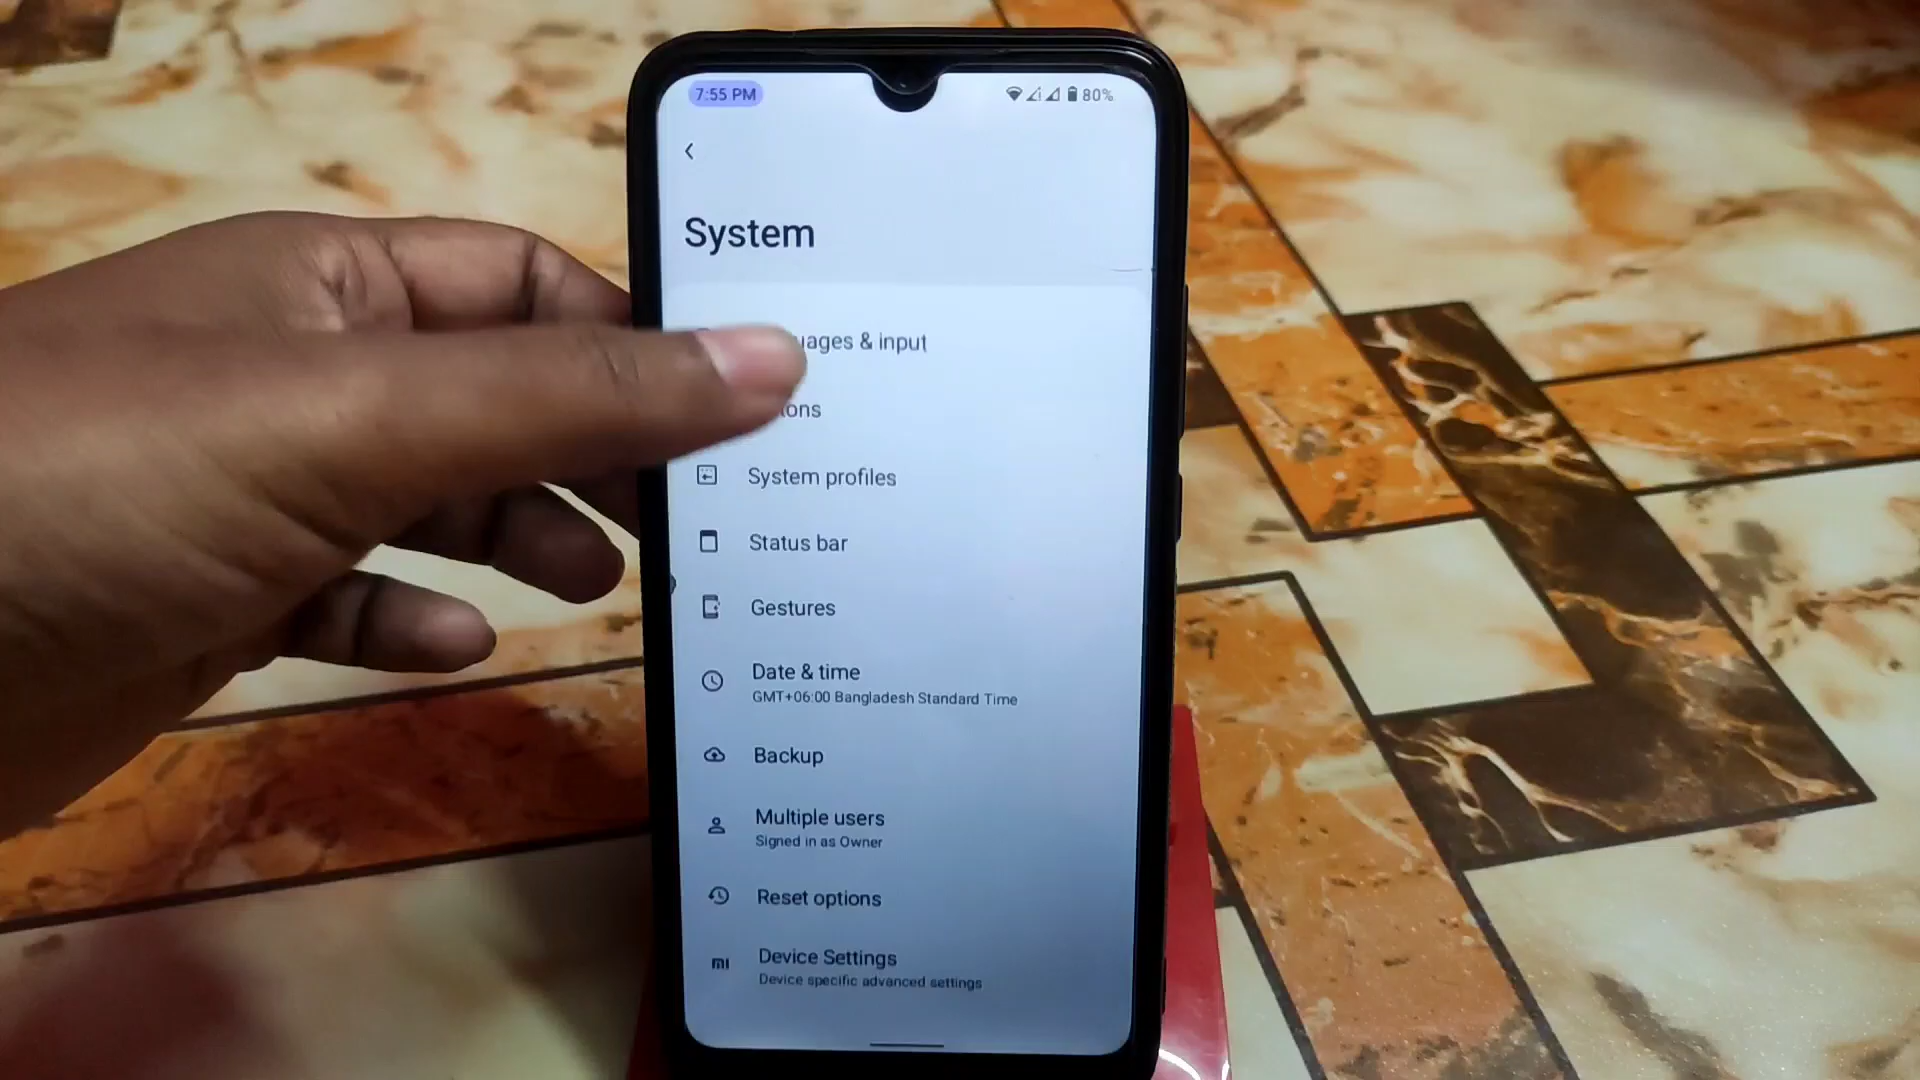 7:55 PM
80%
System
uages & input
ons
System profiles
Status bar
Gestures
Date & time
GMT+06:00 Bangladesh Standard Time
Backup
Multiple users
Signed in as Owner
Reset options
mi
Device Settings
Device specific advanced settings